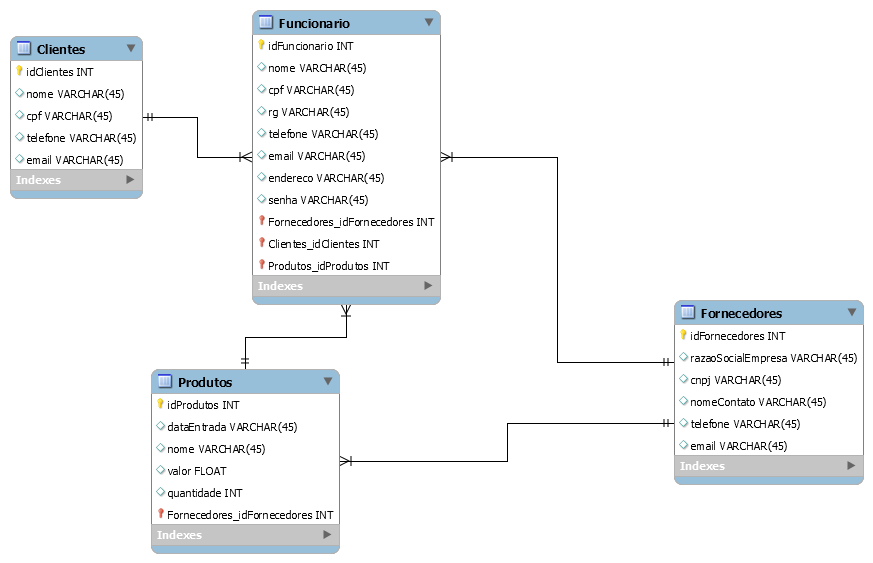 Clientes
idClientes INT
nome VARCHAR(45)
cpf VARCHAR(45)
telefone VARCHAR(45)
email VARCHAR(45)
Indexes
Funcionario
idFuncionario INT
nome VARCHAR(45)
cpf VARCHAR(45)
rg VARCHAR(45)
telefone VARCHAR(45)
email VARCHAR(45)
endereco VARCHAR(45)
senha VARCHAR(45)
Fornecedores_idFornecedores INT
Clientes_idClientes INT
Produtos_idProdutos INT
Indexes
Fornecedores
idFornecedores INT
razaoSocialEmpresa VARCHAR(45)
cnpj VARCHAR(45)
nomeContato VARCHAR(45)
telefone VARCHAR(45)
email VARCHAR(45)
Indexes
Produtos
idProdutos INT
dataEntrada VARCHAR(45)
nome VARCHAR(45)
valor FLOAT
quantidade INT
Fornecedores_idFornecedores INT
Indexes